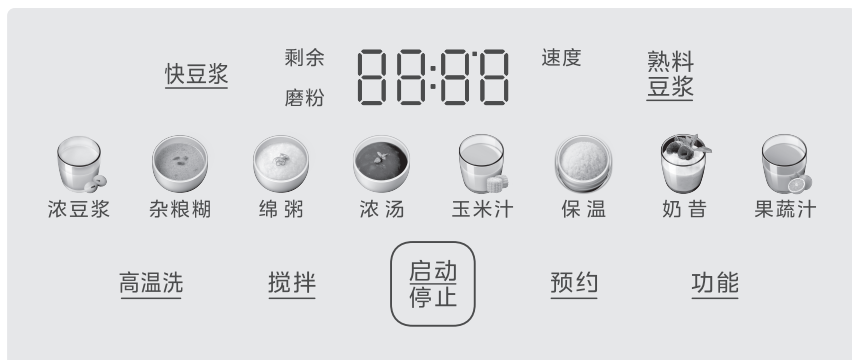 快豆浆
剩余
磨粉
88:88
速度
熟料
豆浆
浓豆浆
杂粮糊
绵粥
浓汤
玉米汁
保温
奶昔
果蔬汁
高温洗
搅拌
启动
停止
预约
功能